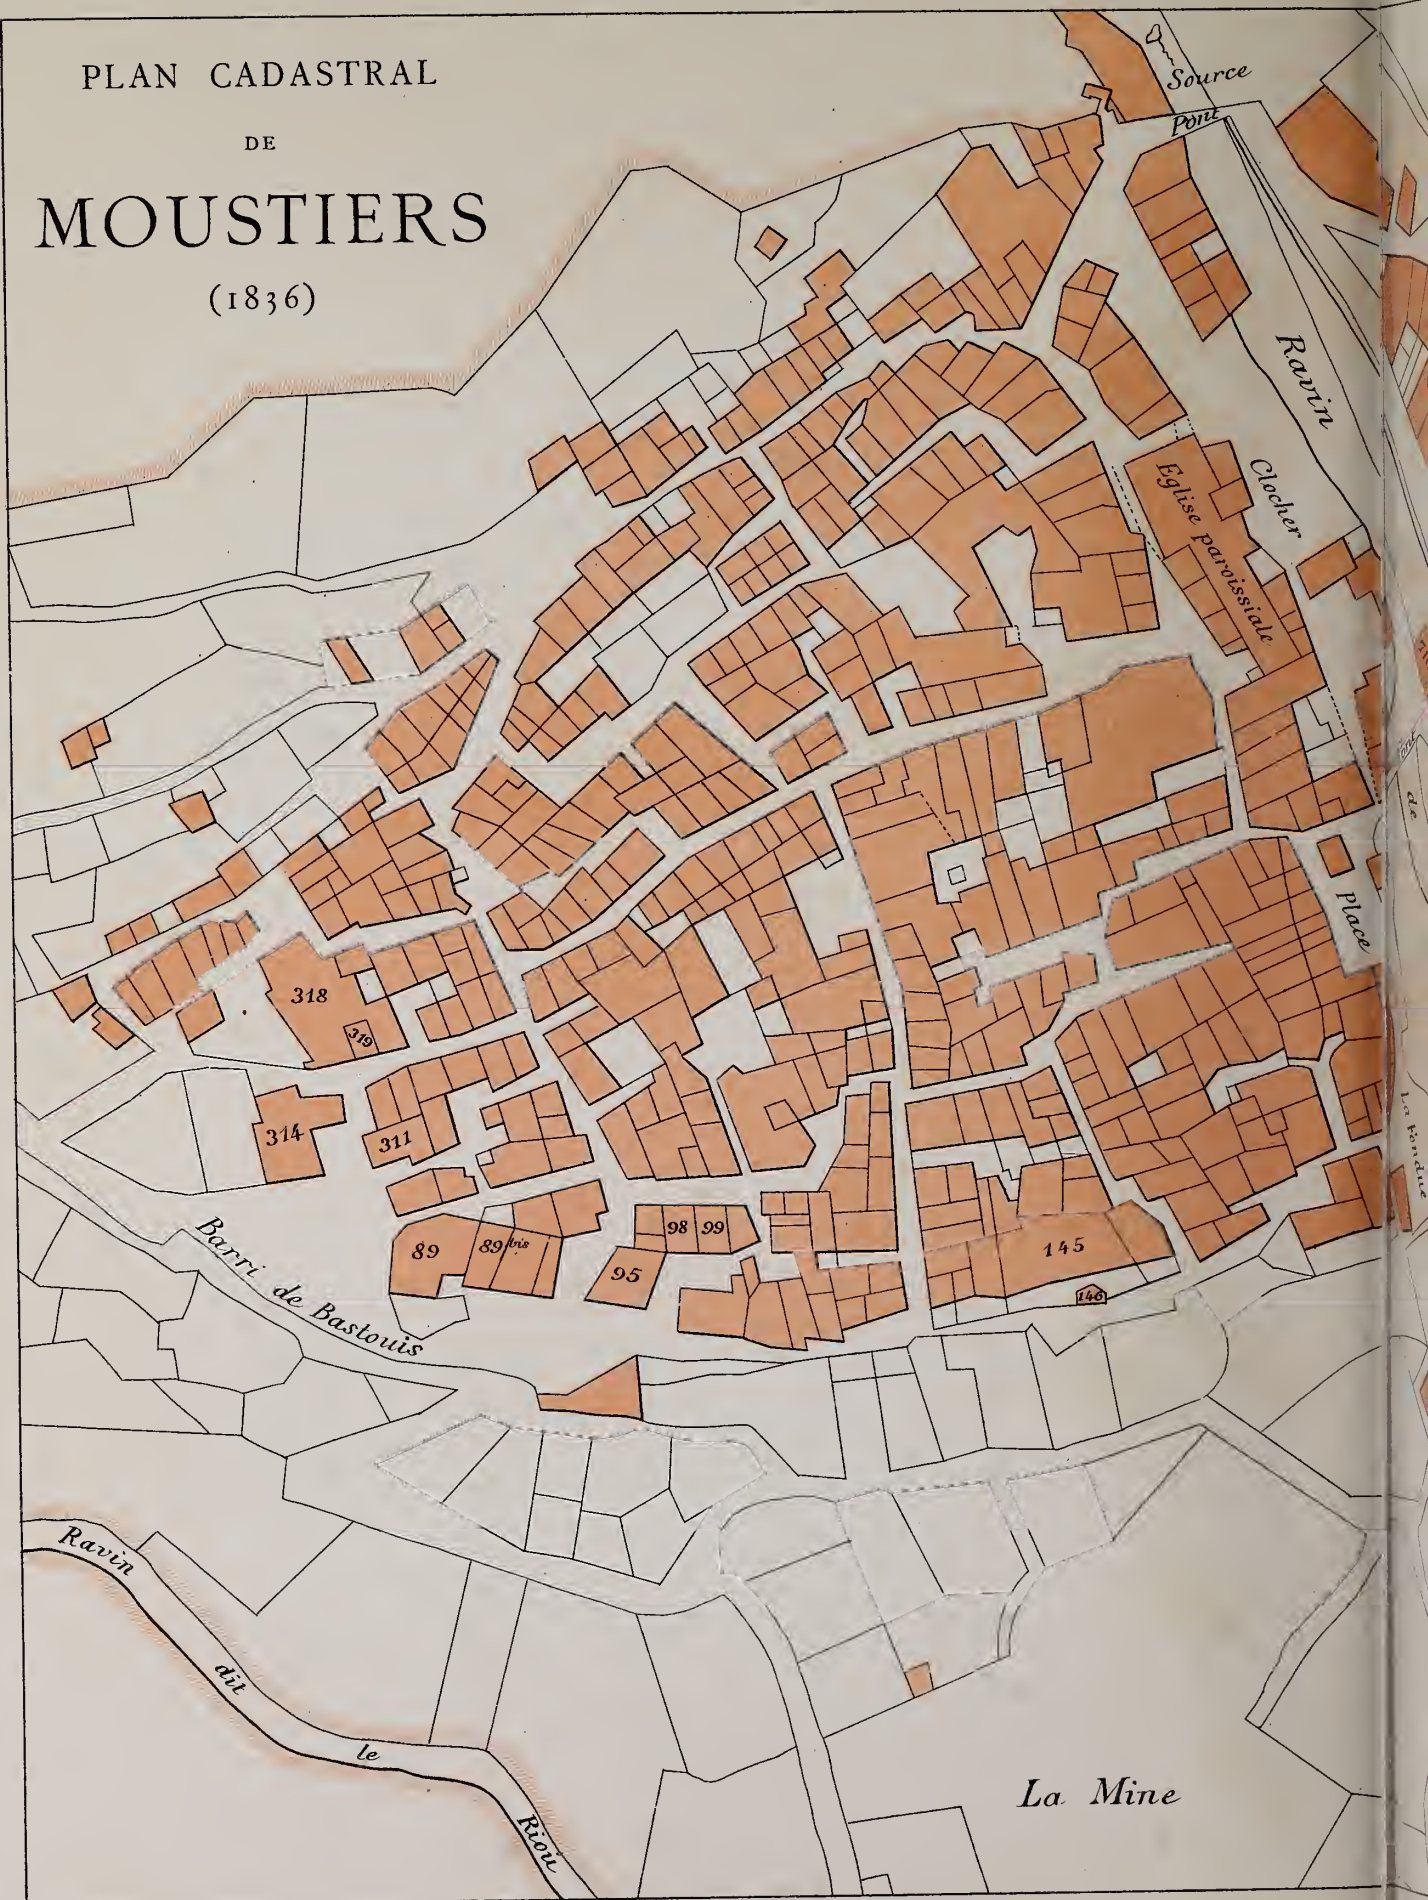 PLAN CADASTRAL
DE
MOUSTIERS
(1836)
Source
Pont
Ravin
Clocher
Eglise paroissiale
de
Place
318
319
314
311
La Fondue
98
99
89
89 bis
95
145
146
Barri de Bastouis
Ravin
dit
le
Riou
La Mine